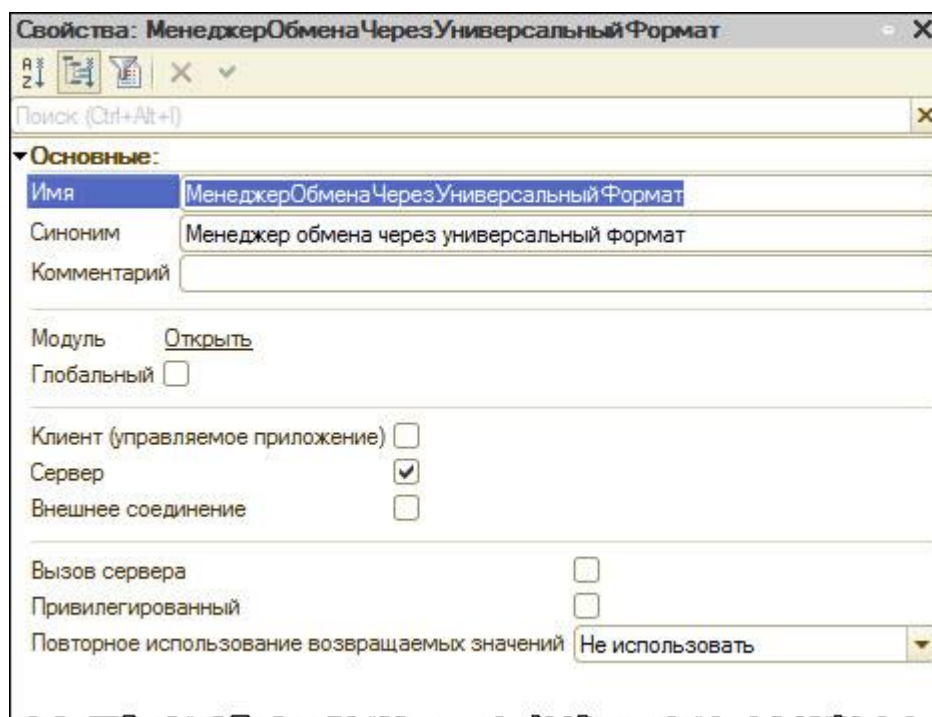 Свойства: МенеджерОбменаЧерезУниверсальныйФормат
Поиск (Ctrl+Alt+I)
Основные:
Имя МенеджерОбменаЧерезУниверсальныйФормат
Синоним Менеджер обмена через универсальный формат
Комментарий
Модуль Открыть
Глобальный
Клиент (управляемое приложение)
Сервер
Внешнее соединение
Вызов сервера
Привилегированный
Повторное использование возвращаемых значений Не использовать